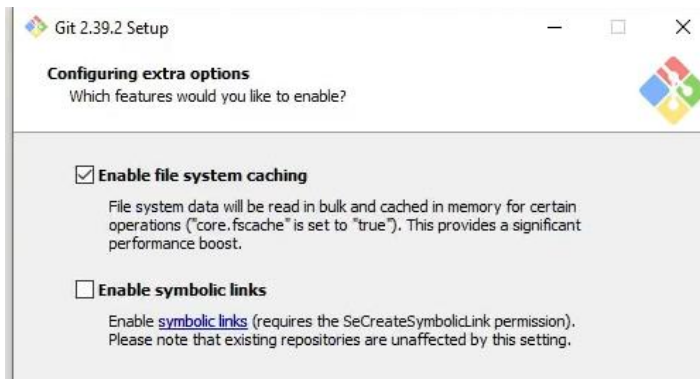 Git 2.39.2 Setup
Configuring extra options
Which features would you like to enable?
Enable file system caching
File system data will be read in bulk and cached in memory for certain
operations ("core.fscache" is set to "true"). This provides a significant
performance boost.
Enable symbolic links
Enable symbolic links (requires the SeCreateSymbolicLink permission).
Please note that existing repositories are unaffected by this setting.